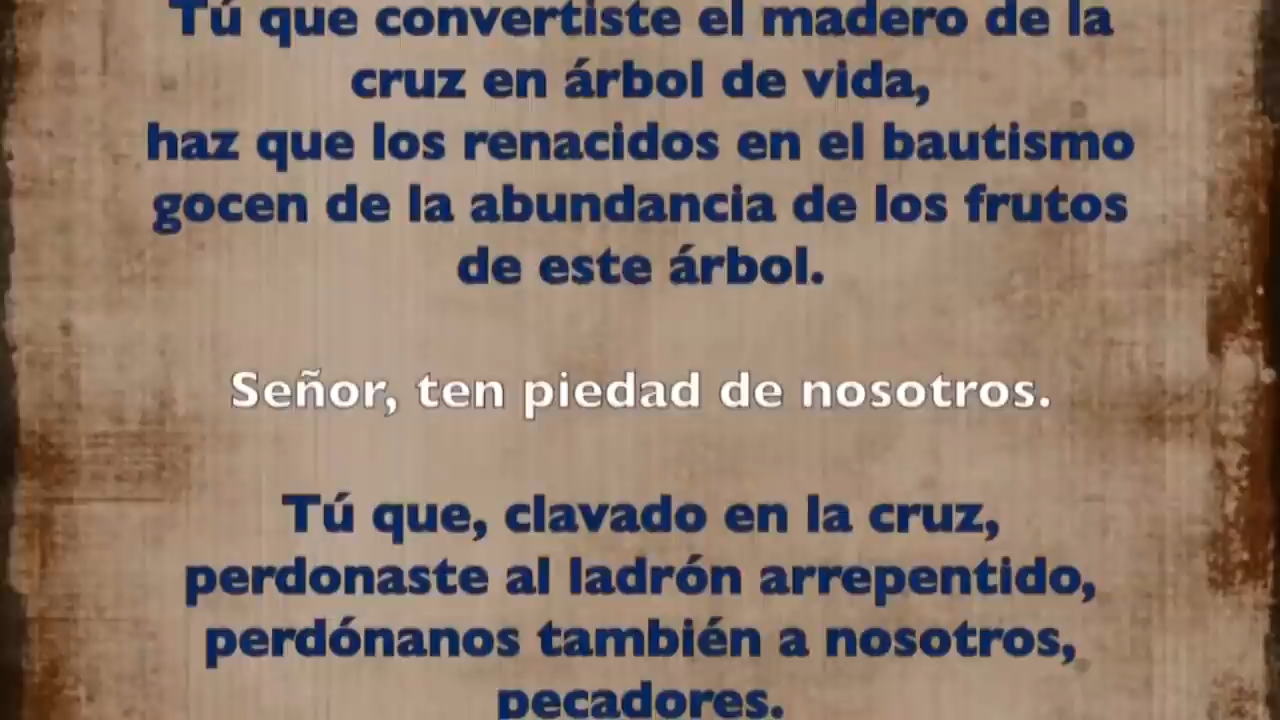 Tú que convertiste el madero de la
cruz en árbol de vida,
haz que los renacidos en el bautismo
gocen de la abundancia de los frutos
de este árbol.
Señor, ten piedad de nosotros.
Tú que, clavado en la cruz,
perdonaste al ladrón arrepentido,
perdónanos también a nosotros,
pecadores.